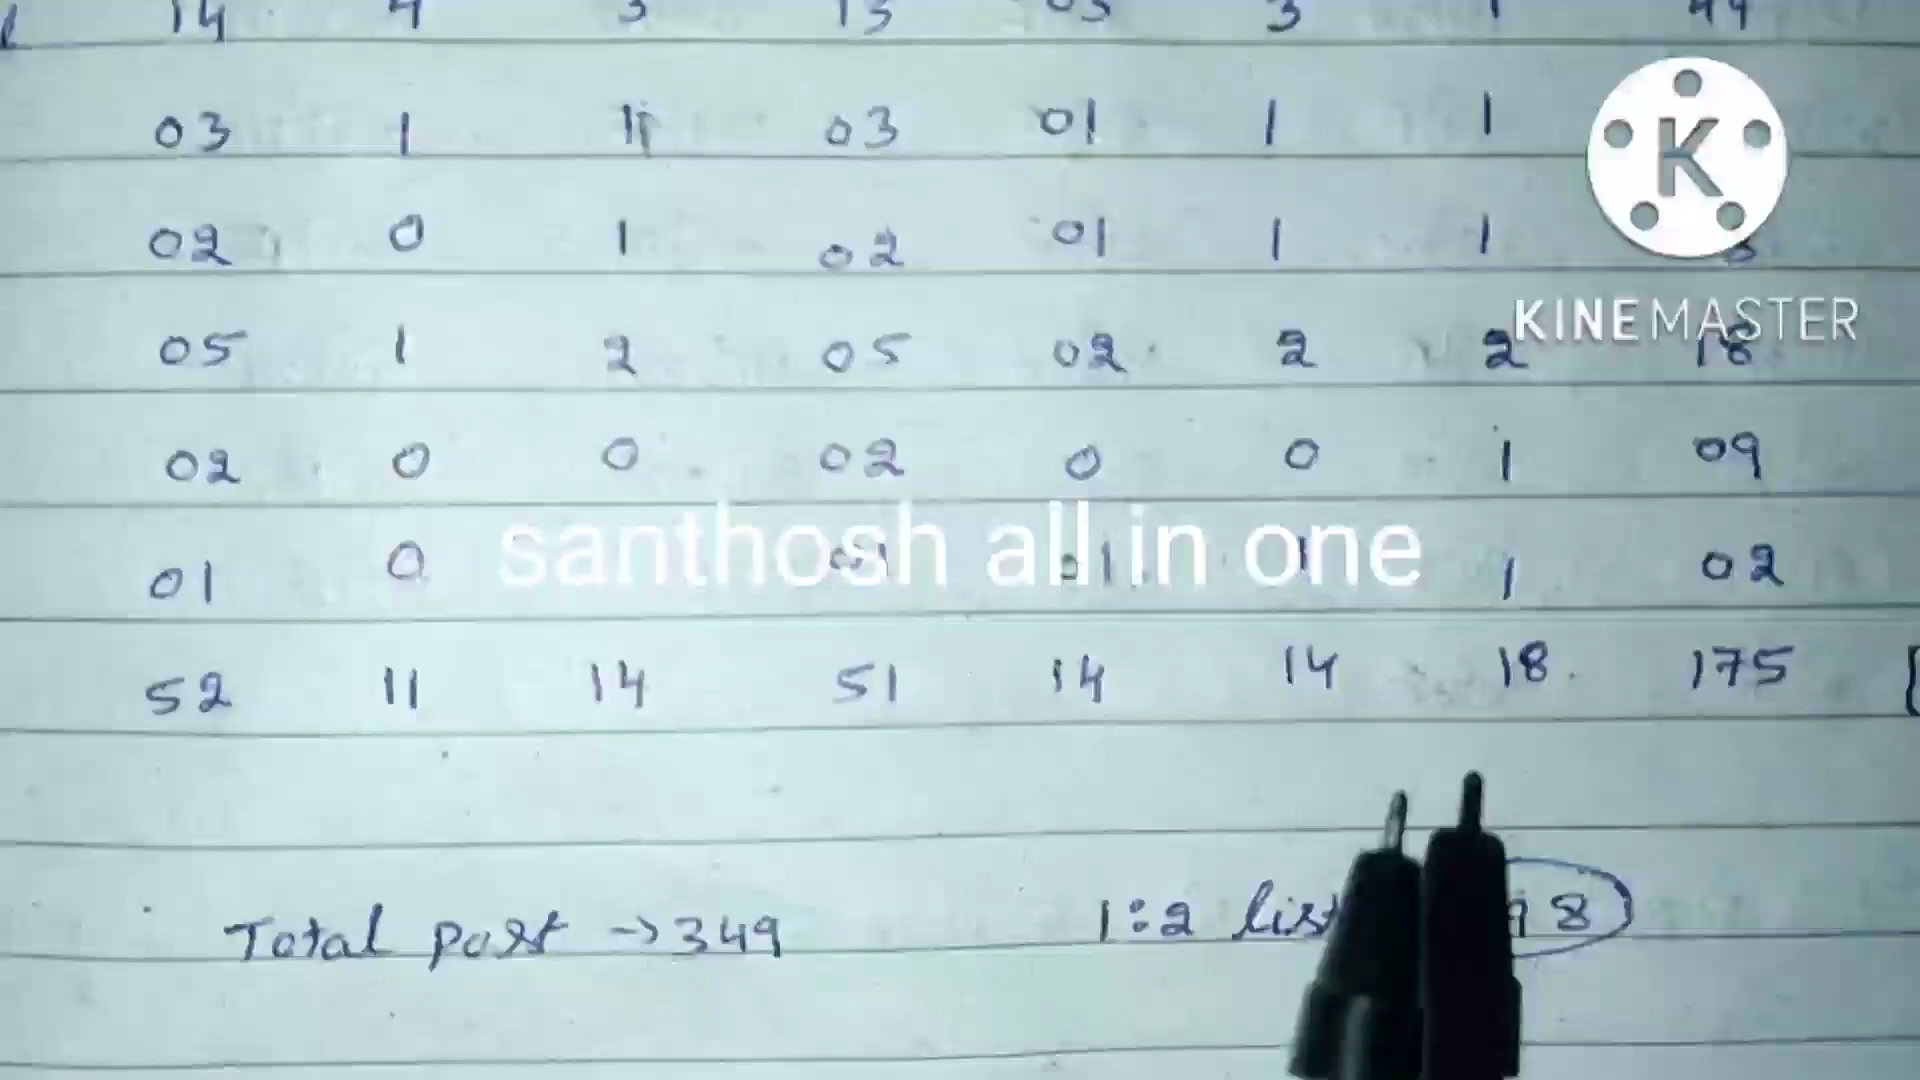 14 4 3 13 03 3 1 44
03 1 1 03 01 1 1
K
02 0 1 02 01 1 1
KINEMASTER
05 1 2 05 02 2 2 18
02 0 0 02 0 0 1 09
santhosh all in one
01 0 01 01 1 1 02
52 11 14 51 14 14 18 175
Total post → 349
1:2 list 98